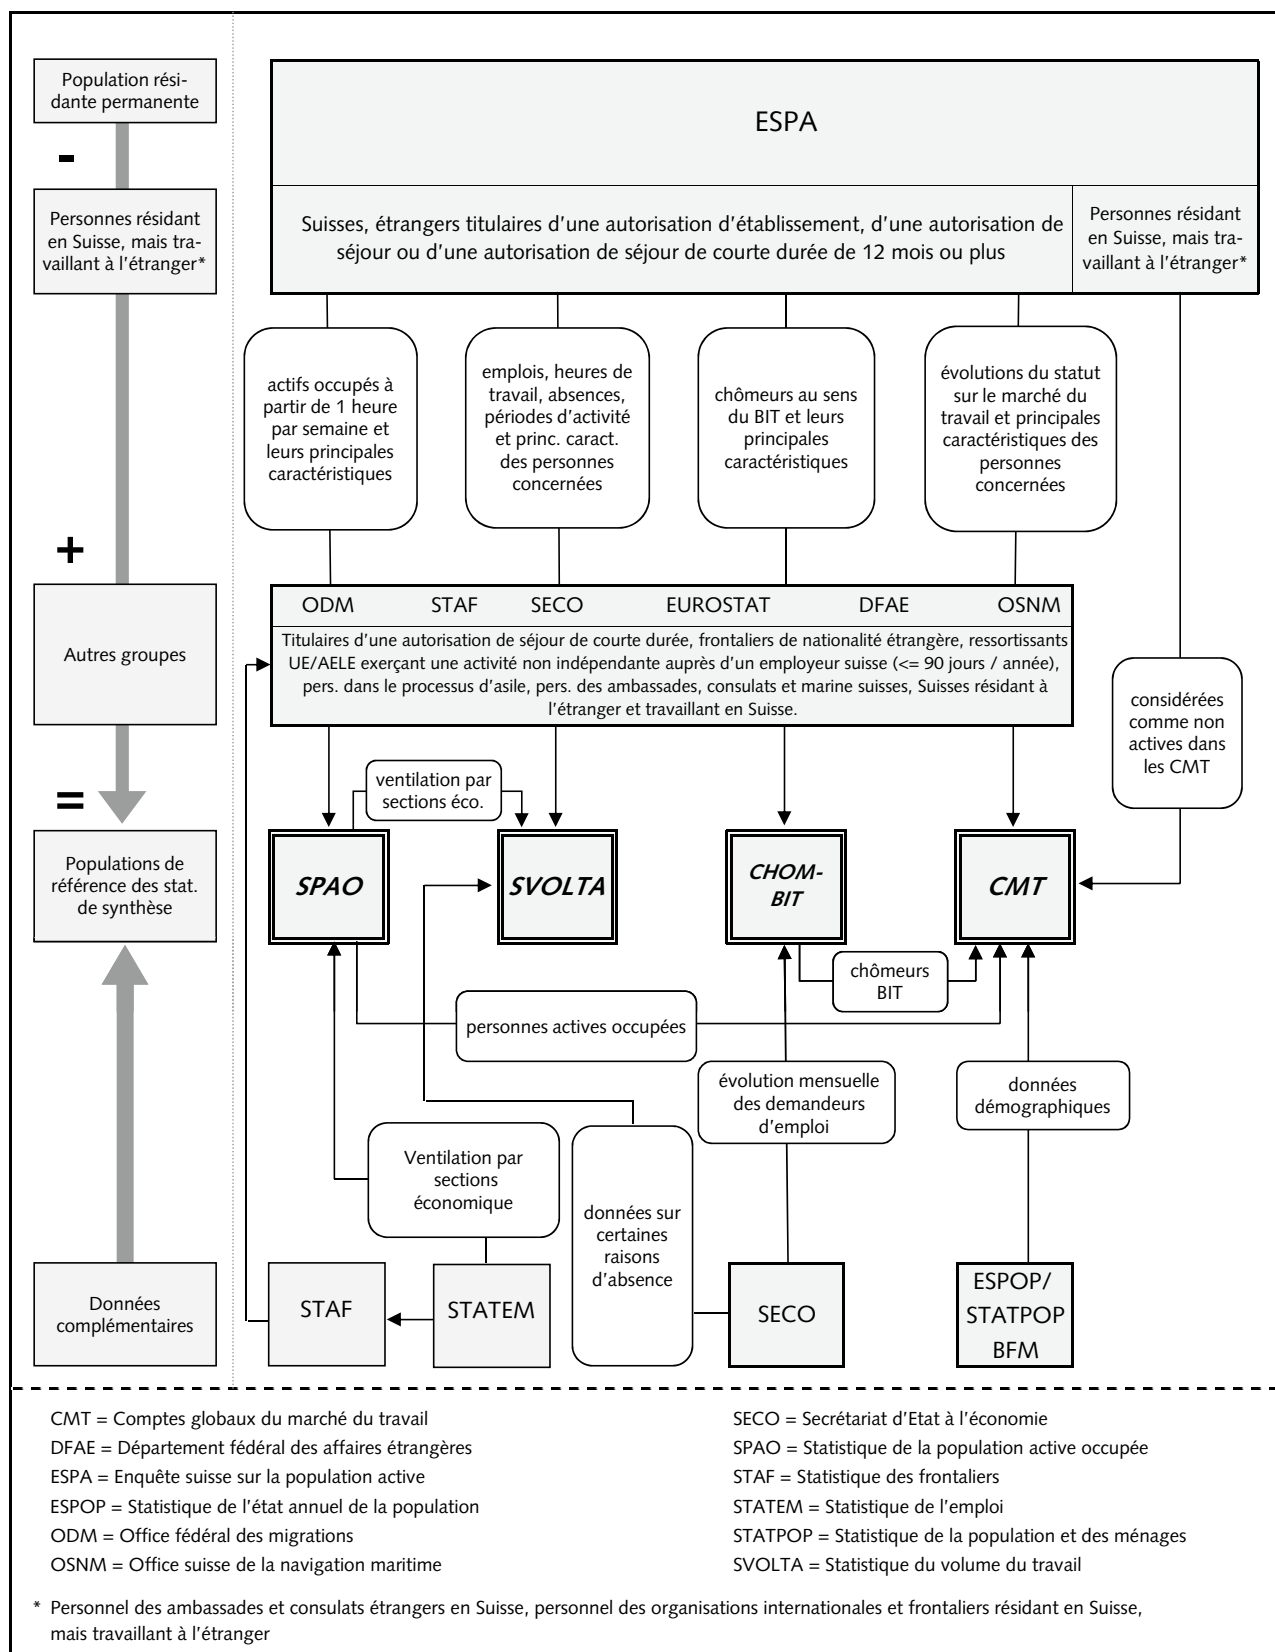 Population rési-
dante permanente
-
Personnes résidant
en Suisse, mais tra-
vaillant à l'étranger*
+
Autres groupes
=
Populations de
référence des stat.
de synthèse
Données
complémentaires
ESPA
Suisses, étrangers titulaires d'une autorisation d'établissement, d'une autorisation de
séjour ou d'une autorisation de séjour de courte durée de 12 mois ou plus
Personnes résidant
en Suisse, mais tra-
vaillant à l'étranger*
actifs occupés à
partir de 1 heure
par semaine et
leurs principales
caractéristiques
emplois, heures de
travail, absences,
périodes d'activité
et princ. caract.
des personnes
concernées
chômeurs au sens
du BIT et leurs
principales
caractéristiques
évolutions du statut
sur le marché du
travail et principales
caractéristiques des
personnes
concernées
ODM STAF SECO EUROSTAT DFAE OSNM
Titulaires d'une autorisation de séjour de courte durée, frontaliers de nationalité étrangère, ressortissants
UE/AELE exerçant une activité non indépendante auprès d'un employeur suisse (<= 90 jours / année),
pers. dans le processus d'asile, pers. des ambassades, consulats et marine suisses, Suisses résidant à
l'étranger et travaillant en Suisse.
considérées
comme non
actives dans
les CMT
ventilation par
sections éco.
SPAO
SVOLTA
CHOM-
BIT
CMT
chômeurs
BIT
personnes actives occupées
évolution mensuelle
des demandeurs
d'emploi
données
démographiques
Ventilation par
sections
économique
données sur
certaines
raisons
d'absence
STAF
STATEM
SECO
ESPOP/
STATPOP
BFM
CMT = Comptes globaux du marché du travail
DFAE = Département fédéral des affaires étrangères
ESPA = Enquête suisse sur la population active
ESPOP = Statistique de l'état annuel de la population
ODM = Office fédéral des migrations
OSNM = Office suisse de la navigation maritime
SECO = Secrétariat d'Etat à l'économie
SPAO = Statistique de la population active occupée
STAF = Statistique des frontaliers
STATEM = Statistique de l'emploi
STATPOP = Statistique de la population et des ménages
SVOLTA = Statistique du volume du travail
* Personnel des ambassades et consulats étrangers en Suisse, personnel des organisations internationales et frontaliers résidant en Suisse,
mais travaillant à l'étranger